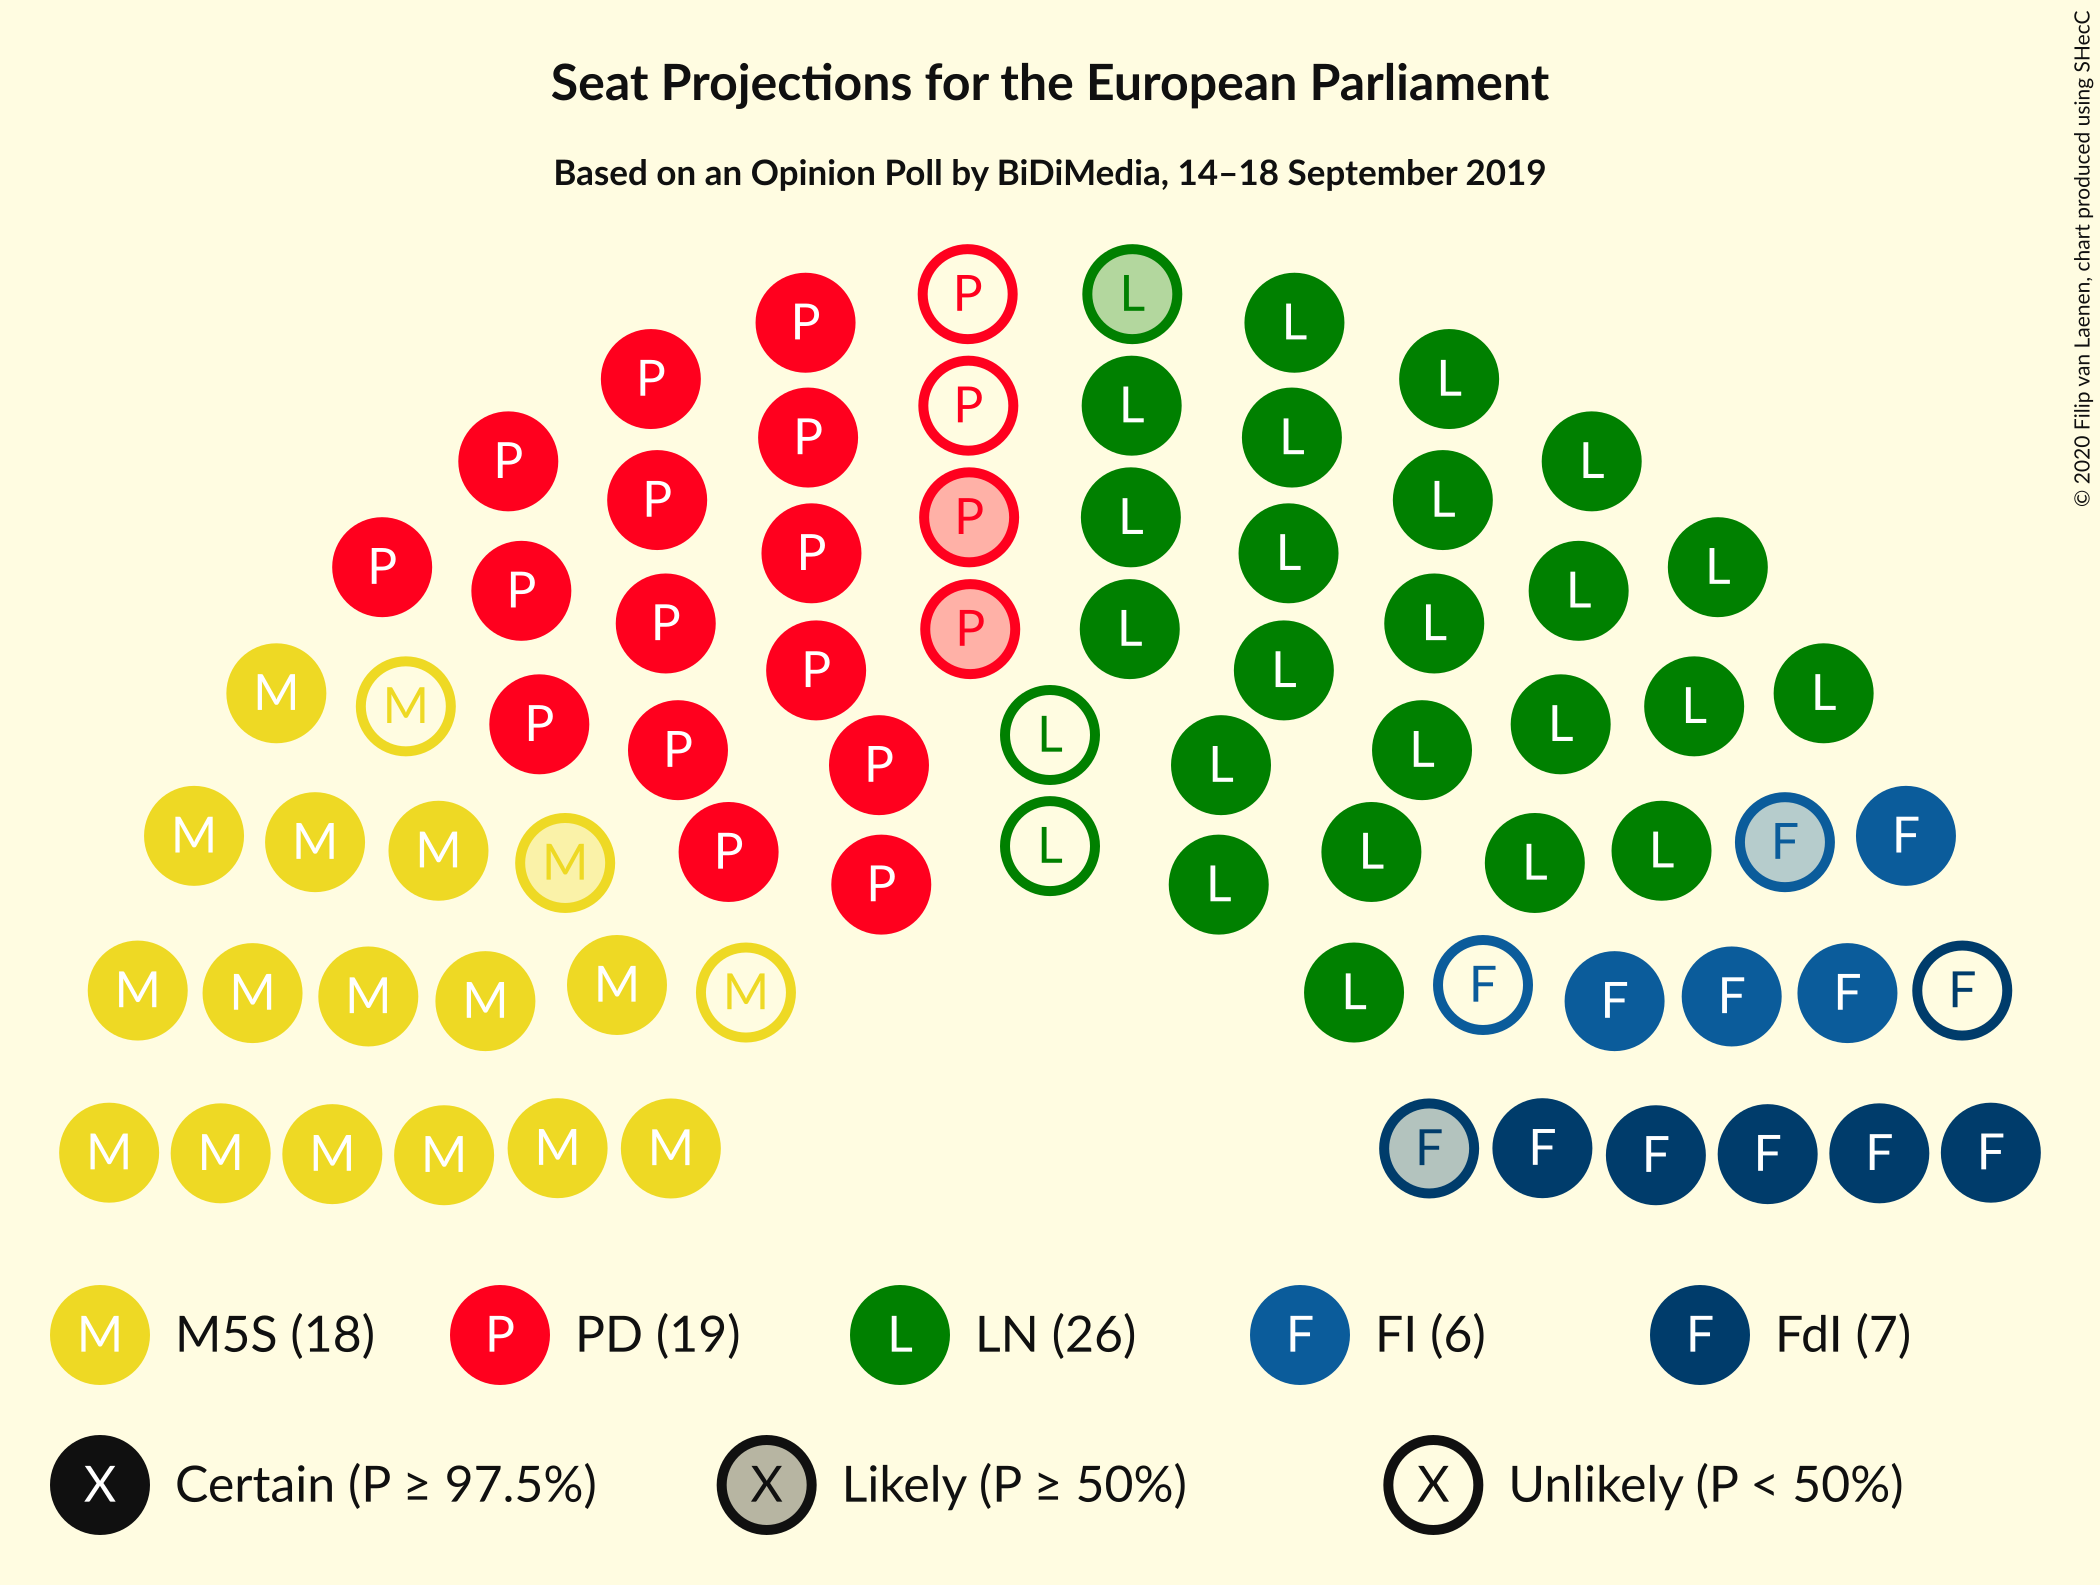 Seat Projections for the European Parliament
Based on an Opinion Poll by BiDiMedia, 14–18 September 2019
© 2020 Filip van Laenen, chart produced using SHecC
P L
P L
P L
P L
P L
P L
P L
P L
P L
P L
P L
P L
P L
P L
M L
M L
P L
L
P L
P L
M M M M P L L L L F F
P L L
M M M M M M L F F F F F
M M M M M M F F F F F F
M M5S (18) P PD (19) L LN (26) F FI (6) F FdI (7)
X Certain (P ≥ 97.5%) X Likely (P ≥ 50%) X Unlikely (P < 50%)